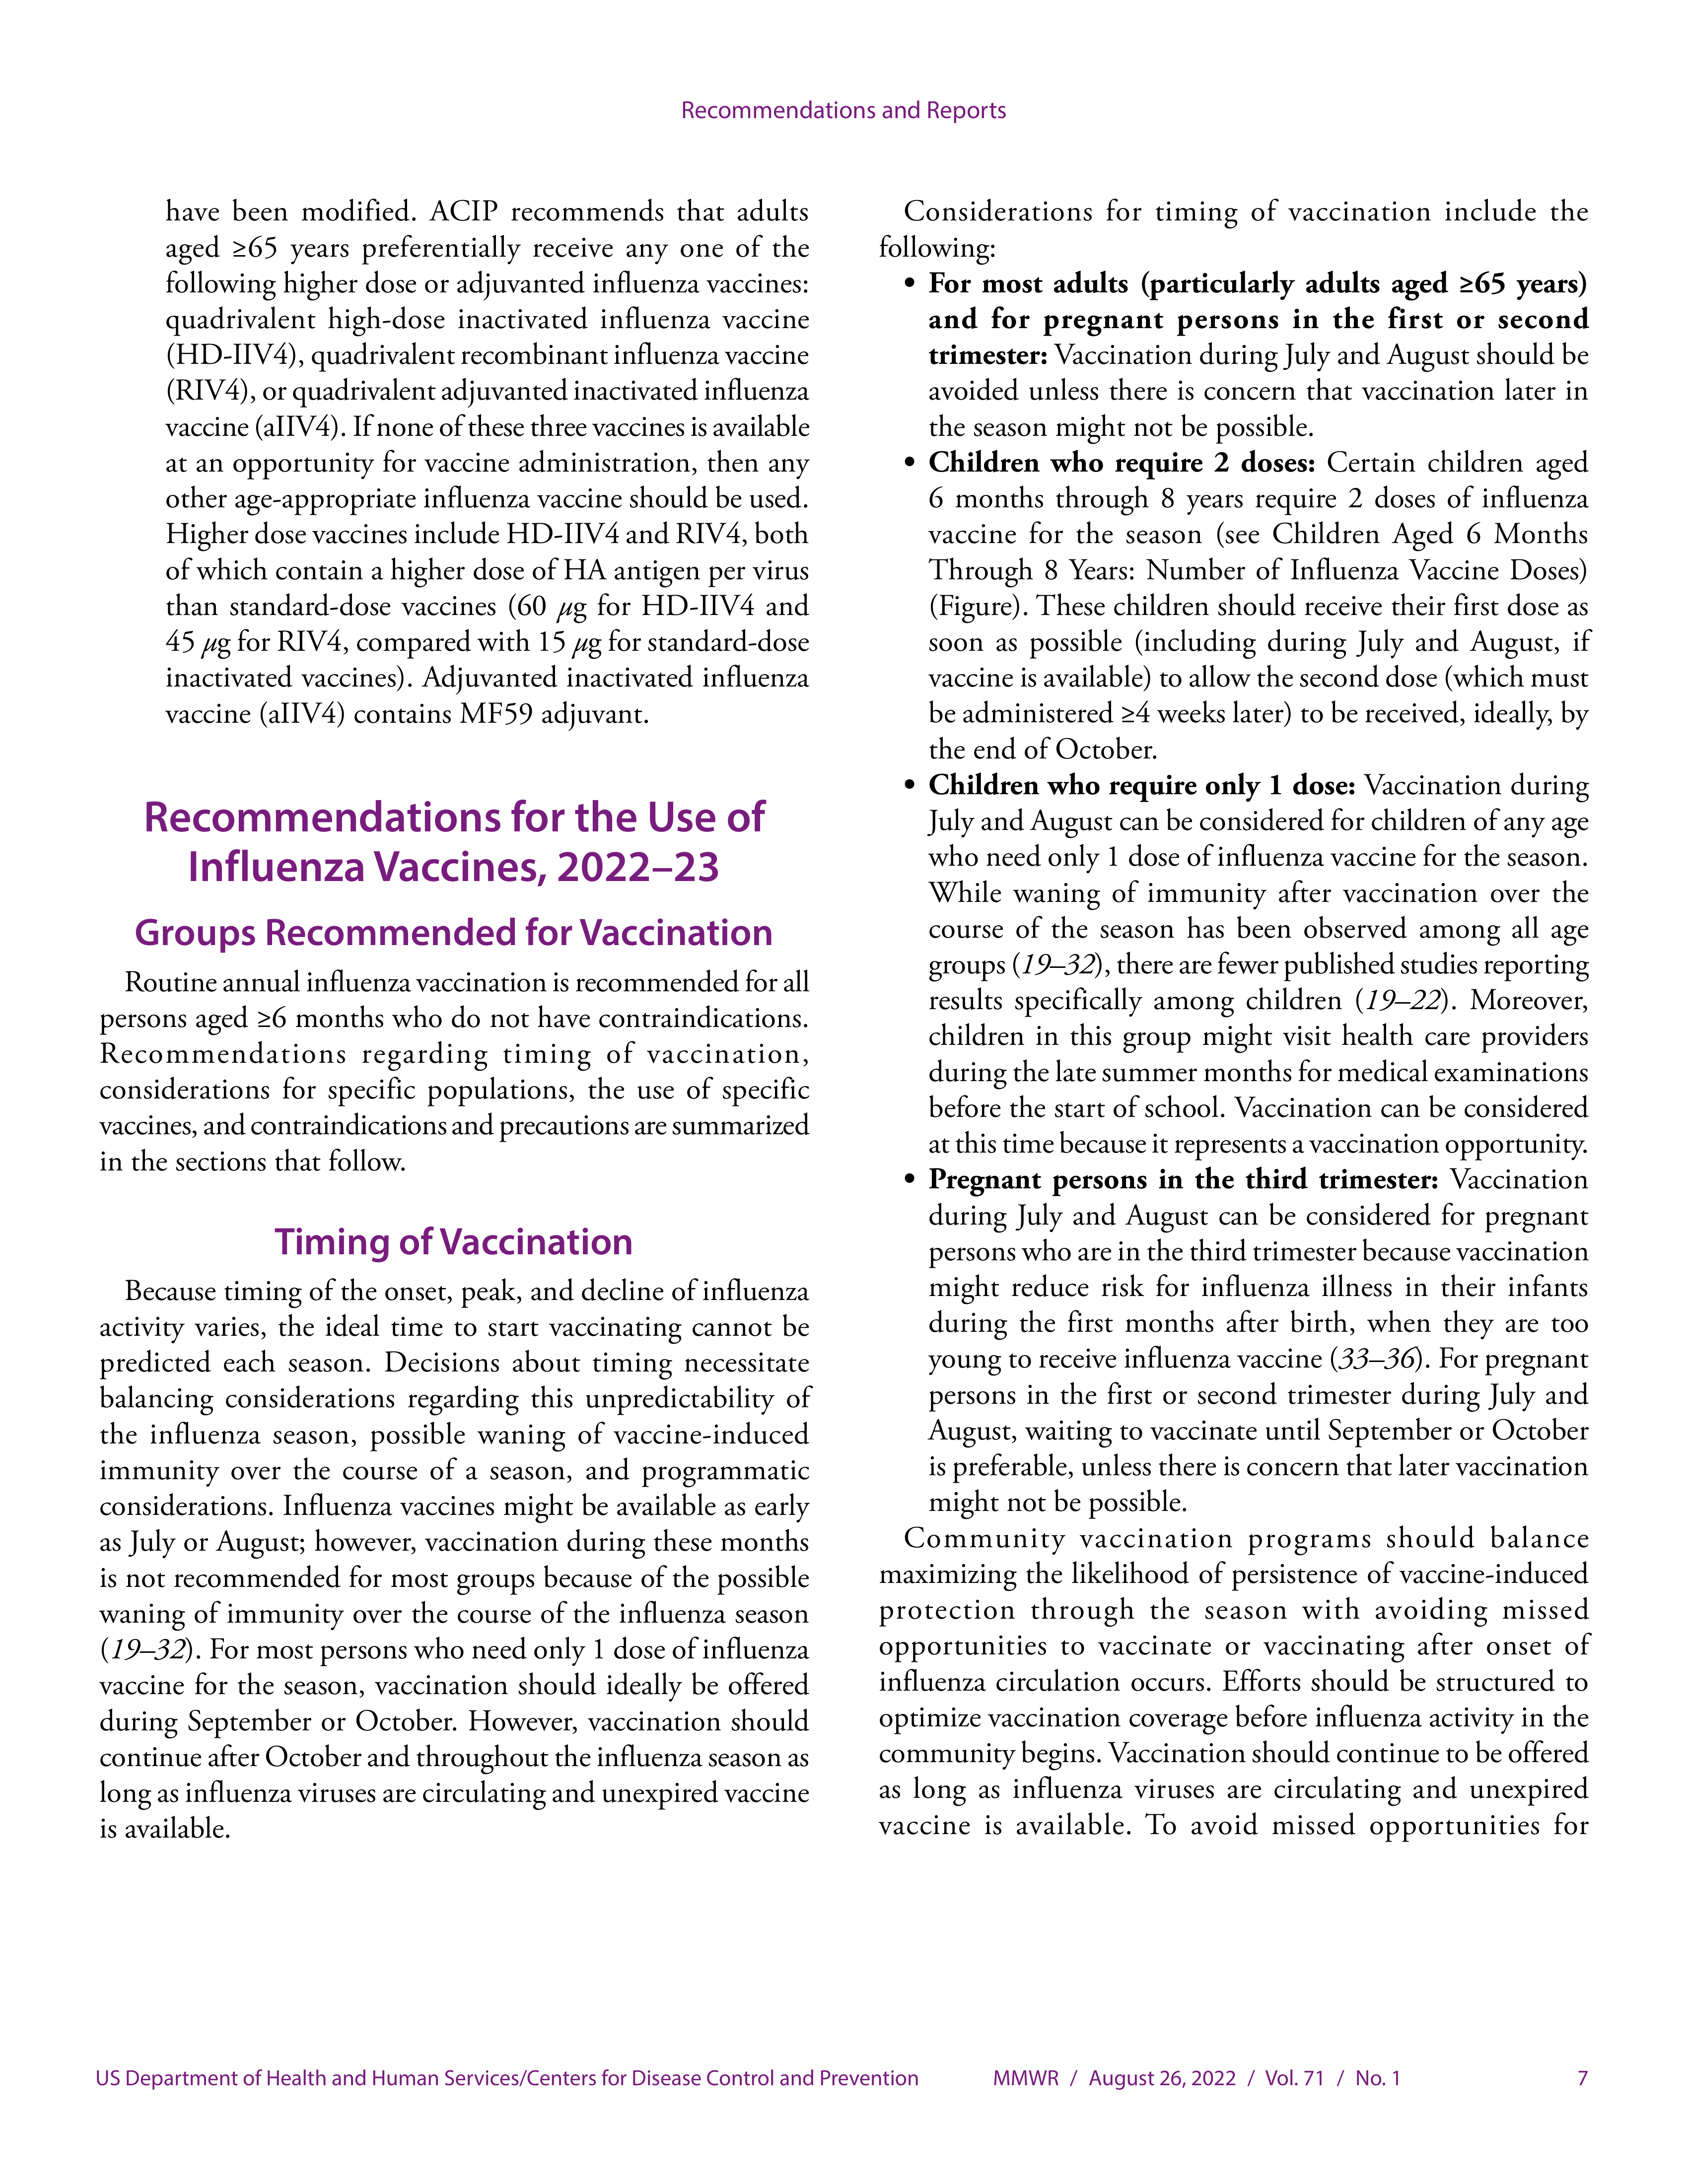 Recommendations and Reports
have been modified. ACIP recommends that adults
aged ≥65 years preferentially receive any one of the
following higher dose or adjuvanted influenza vaccines:
quadrivalent high-dose inactivated influenza vaccine
(HD-IIV4), quadrivalent recombinant influenza vaccine
(RIV4), or quadrivalent adjuvanted inactivated influenza
vaccine (aIIV4). If none of these three vaccines is available
at an opportunity for vaccine administration, then any
other age-appropriate influenza vaccine should be used.
Higher dose vaccines include HD-IIV4 and RIV4, both
of which contain a higher dose of HA antigen per virus
than standard-dose vaccines (60 μg for HD-IIV4 and
45 μg for RIV4, compared with 15 μg for standard-dose
inactivated vaccines). Adjuvanted inactivated influenza
vaccine (aIIV4) contains MF59 adjuvant.
Recommendations for the Use of
Influenza Vaccines, 2022–23
Groups Recommended for Vaccination
Routine annual influenza vaccination is recommended for all
persons aged ≥6 months who do not have contraindications.
Recommendations regarding timing of vaccination,
considerations for specific populations, the use of specific
vaccines, and contraindications and precautions are summarized
in the sections that follow.
Timing of Vaccination
Because timing of the onset, peak, and decline of influenza
activity varies, the ideal time to start vaccinating cannot be
predicted each season. Decisions about timing necessitate
balancing considerations regarding this unpredictability of
the influenza season, possible waning of vaccine-induced
immunity over the course of a season, and programmatic
considerations. Influenza vaccines might be available as early
as July or August; however, vaccination during these months
is not recommended for most groups because of the possible
waning of immunity over the course of the influenza season
(19–32). For most persons who need only 1 dose of influenza
vaccine for the season, vaccination should ideally be offered
during September or October. However, vaccination should
continue after October and throughout the influenza season as
long as influenza viruses are circulating and unexpired vaccine
is available.
Considerations for timing of vaccination include the
following:
• For most adults (particularly adults aged ≥65 years)
and for pregnant persons in the first or second
trimester: Vaccination during July and August should be
avoided unless there is concern that vaccination later in
the season might not be possible.
• Children who require 2 doses: Certain children aged
6 months through 8 years require 2 doses of influenza
vaccine for the season (see Children Aged 6 Months
Through 8 Years: Number of Influenza Vaccine Doses)
(Figure). These children should receive their first dose as
soon as possible (including during July and August, if
vaccine is available) to allow the second dose (which must
be administered ≥4 weeks later) to be received, ideally, by
the end of October.
• Children who require only 1 dose: Vaccination during
July and August can be considered for children of any age
who need only 1 dose of influenza vaccine for the season.
While waning of immunity after vaccination over the
course of the season has been observed among all age
groups (19–32), there are fewer published studies reporting
results specifically among children (19–22). Moreover,
children in this group might visit health care providers
during the late summer months for medical examinations
before the start of school. Vaccination can be considered
at this time because it represents a vaccination opportunity.
• Pregnant persons in the third trimester: Vaccination
during July and August can be considered for pregnant
persons who are in the third trimester because vaccination
might reduce risk for influenza illness in their infants
during the first months after birth, when they are too
young to receive influenza vaccine (33–36). For pregnant
persons in the first or second trimester during July and
August, waiting to vaccinate until September or October
is preferable, unless there is concern that later vaccination
might not be possible.
Community vaccination programs should balance
maximizing the likelihood of persistence of vaccine-induced
protection through the season with avoiding missed
opportunities to vaccinate or vaccinating after onset of
influenza circulation occurs. Efforts should be structured to
optimize vaccination coverage before influenza activity in the
community begins. Vaccination should continue to be offered
as long as influenza viruses are circulating and unexpired
vaccine is available. To avoid missed opportunities for
US Department of Health and Human Services/Centers for Disease Control and Prevention MMWR / August 26, 2022 / Vol. 71 / No. 1 7